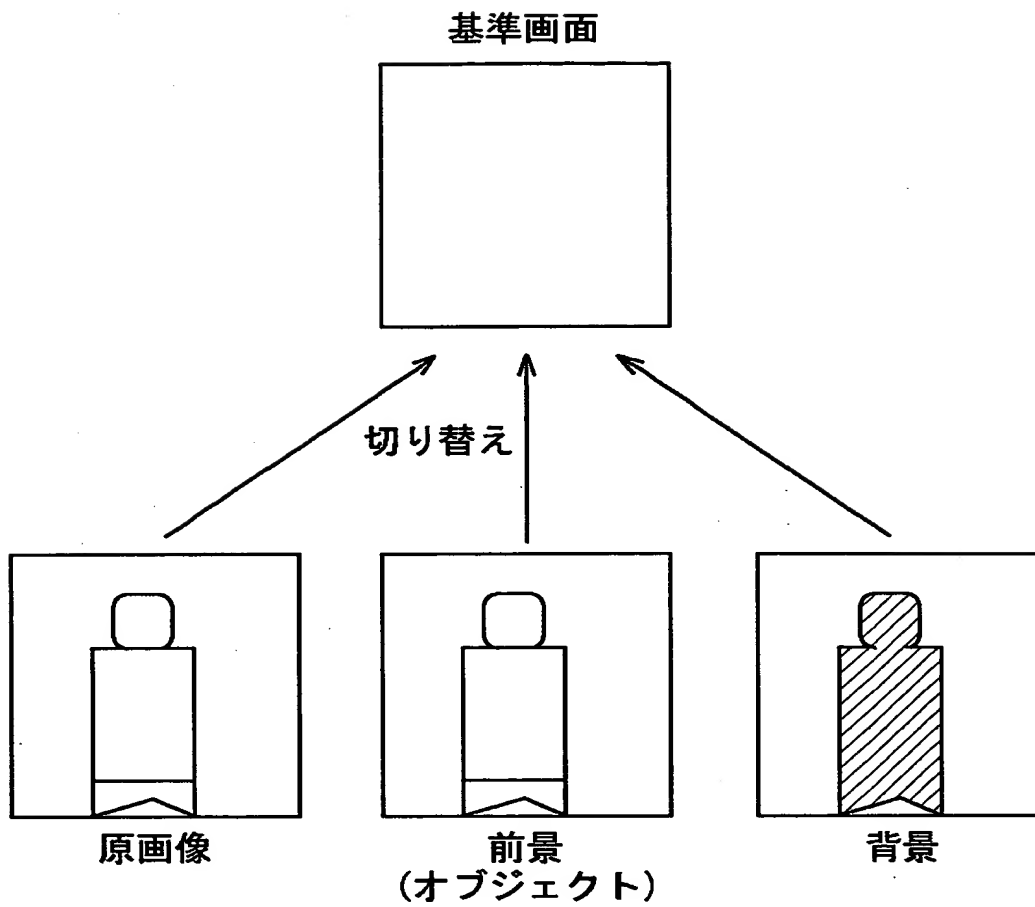 基準画面
切り替え
原画像
前景
(オブジェクト)
背景